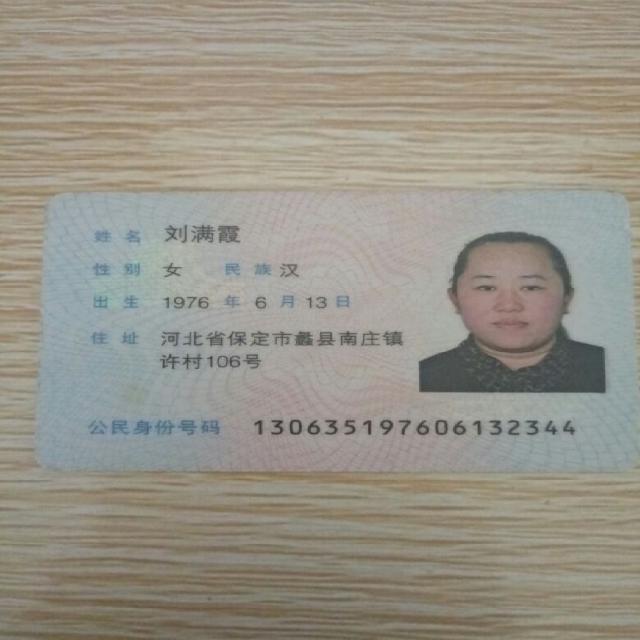 姓名 刘满霞
性别 女 民族 汉
出生 1976 年 6 月 13 日
住址 河北省保定市蠡县南庄镇
许村106号
公民身份号码 130635197606132344